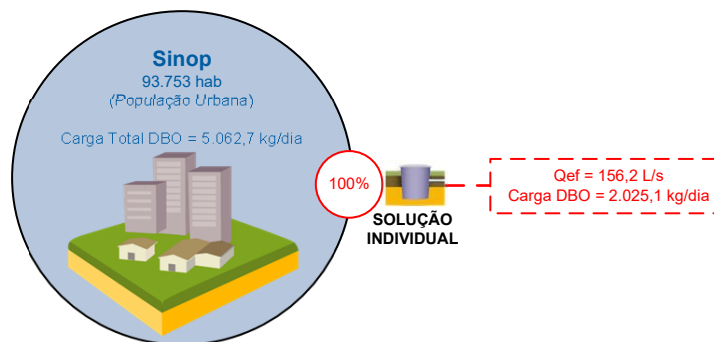 Sinop
93.753 hab
(População Urbana)
Carga Total DBO = 5.062,7 kg/dia
100%
SOLUÇÃO
INDIVIDUAL
Qef = 156,2 L/s
Carga DBO = 2.025,1 kg/dia